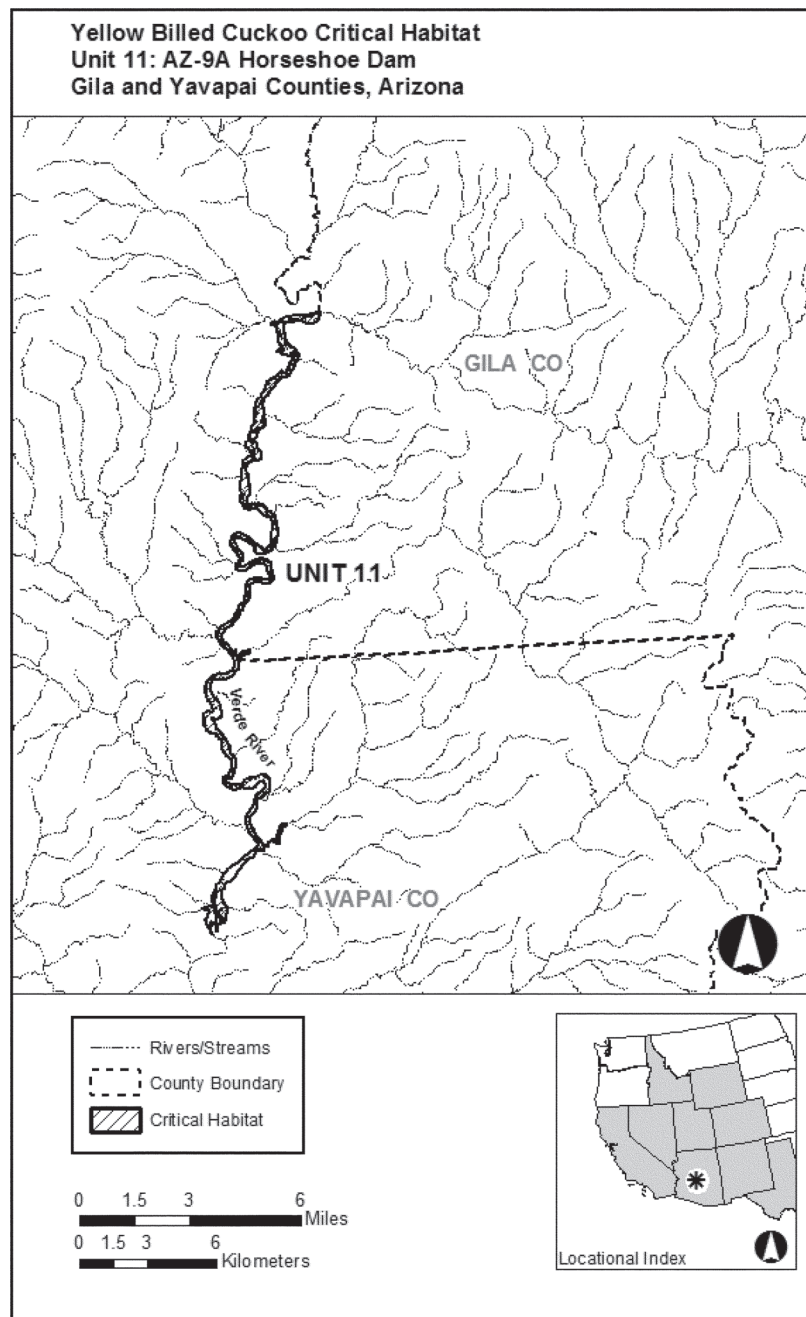 Yellow Billed Cuckoo Critical Habitat
Unit 11: AZ-9A Horseshoe Dam
Gila and Yavapai Counties, Arizona
GILA CO
UNIT 11
Verde River
YAVAPAI CO
Rivers/Streams
County Boundary
Critical Habitat
0 1.5 3 6
Miles
0 1.5 3 6
Kilometers
Locational Index